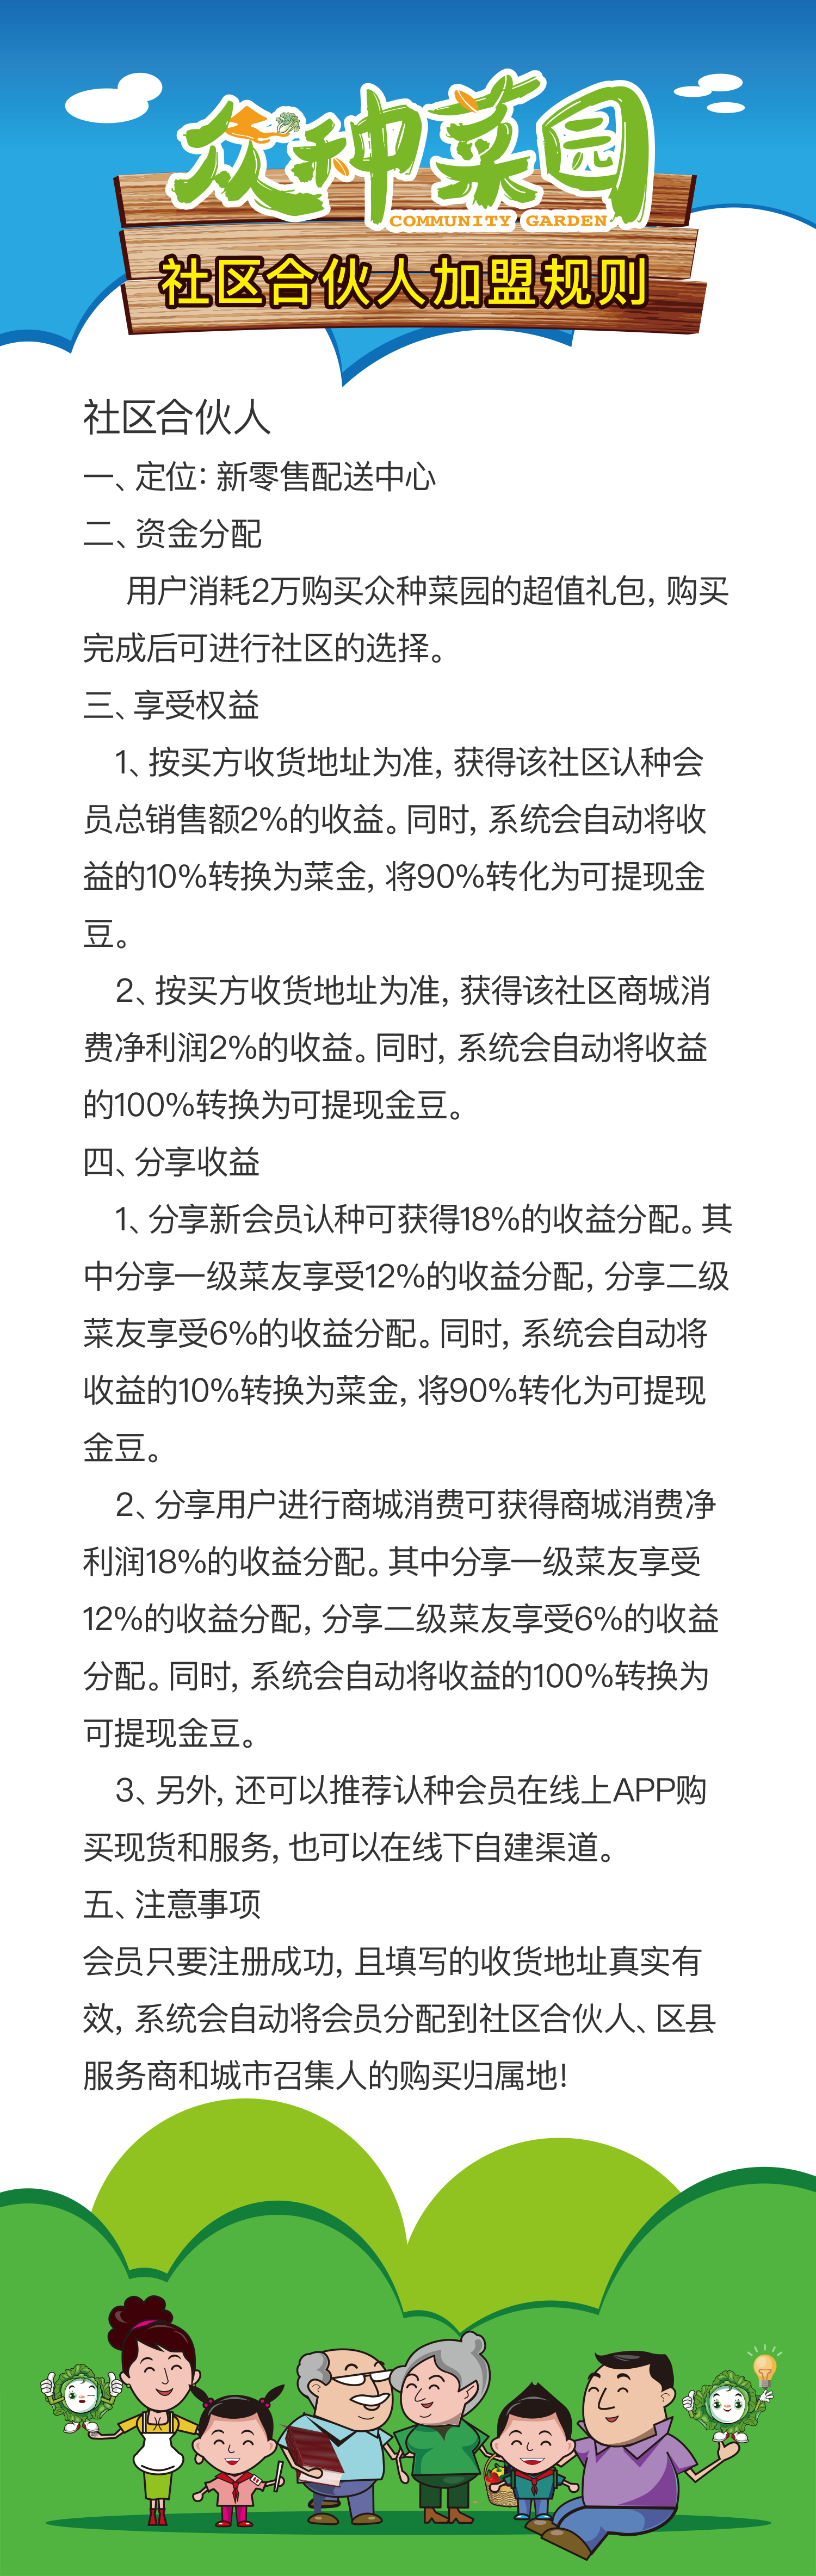 众种菜园
COMMUNITY GARDEN
社区合伙人加盟规则
社区合伙人
一、定位：新零售配送中心
二、资金分配
用户消耗2万购买众种菜园的超值礼包，购买
完成后可进行社区的选择。
三、享受权益
1、按买方收货地址为准，获得该社区认种会
员总销售额2%的收益。同时，系统会自动将收
益的10%转换为菜金，将90%转化为可提现金
豆。
2、按买方收货地址为准，获得该社区商城消
费净利润2%的收益。同时，系统会自动将收益
的100%转换为可提现金豆。
四、分享收益
1、分享新会员认种可获得18%的收益分配。其
中分享一级菜友享受12%的收益分配，分享二级
菜友享受6%的收益分配。同时，系统会自动将
收益的10%转换为菜金，将90%转化为可提现
金豆。
2、分享用户进行商城消费可获得商城消费净
利润18%的收益分配。其中分享一级菜友享受
12%的收益分配，分享二级菜友享受6%的收益
分配。同时，系统会自动将收益的100%转换为
可提现金豆。
3、另外，还可以推荐认种会员在线上APP购
买现货和服务，也可以在线下自建渠道。
五、注意事项
会员只要注册成功，且填写的收货地址真实有
效，系统会自动将会员分配到社区合伙人、区县
服务商和城市召集人的购买归属地！